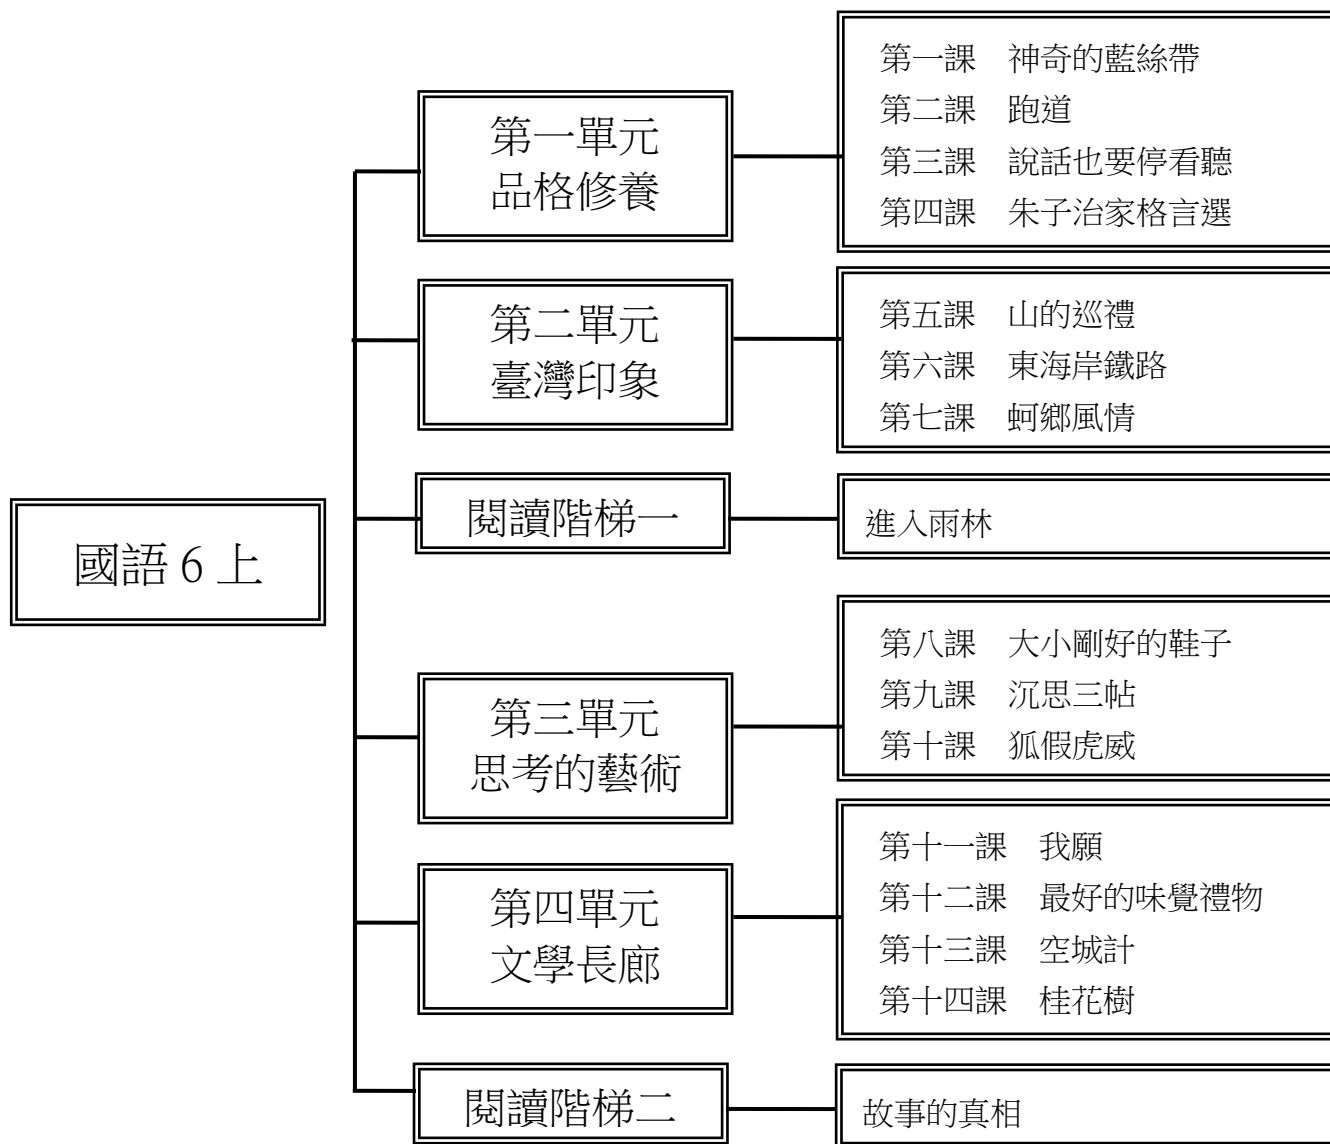 國語 6 上
第一單元
品格修養
第一課　神奇的藍絲帶
第二課　跑道
第三課　說話也要停看聽
第四課　朱子治家格言選
第二單元
臺灣印象
第五課　山的巡禮
第六課　東海岸鐵路
第七課　蚵鄉風情
閱讀階梯一
進入雨林
第三單元
思考的藝術
第八課　大小剛好的鞋子
第九課　沉思三帖
第十課　狐假虎威
第四單元
文學長廊
第十一課　我願
第十二課　最好的味覺禮物
第十三課　空城計
第十四課　桂花樹
閱讀階梯二
故事的真相